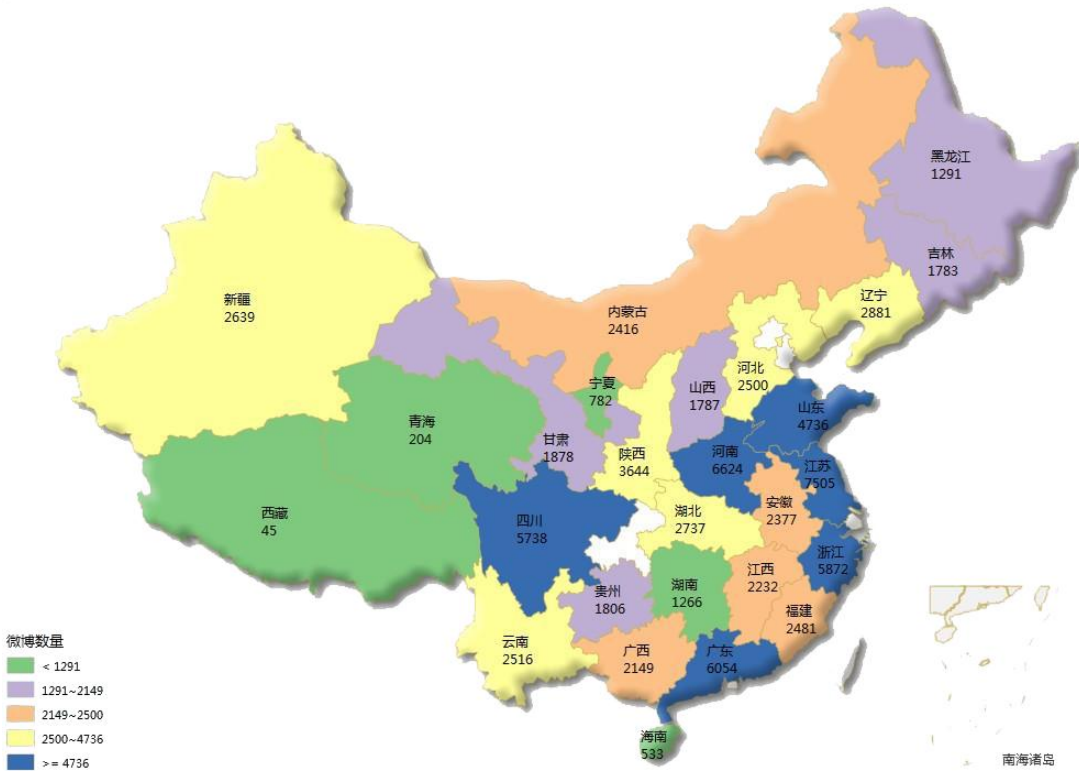 黑龙江
1291
吉林
1783
辽宁
2881
新疆
2639
内蒙古
2416
河北
2500
山西
1787
宁夏
782
山东
4736
青海
204
甘肃
1878
陕西
3644
河南
6624
江苏
7505
安徽
2377
西藏
45
四川
5738
湖北
2737
浙江
5872
江西
2232
贵州
1806
湖南
1266
福建
2481
云南
2516
广西
2149
广东
6054
海南
533
微博数量
< 1291
1291~2149
2149~2500
2500~4736
>= 4736
南海诸岛